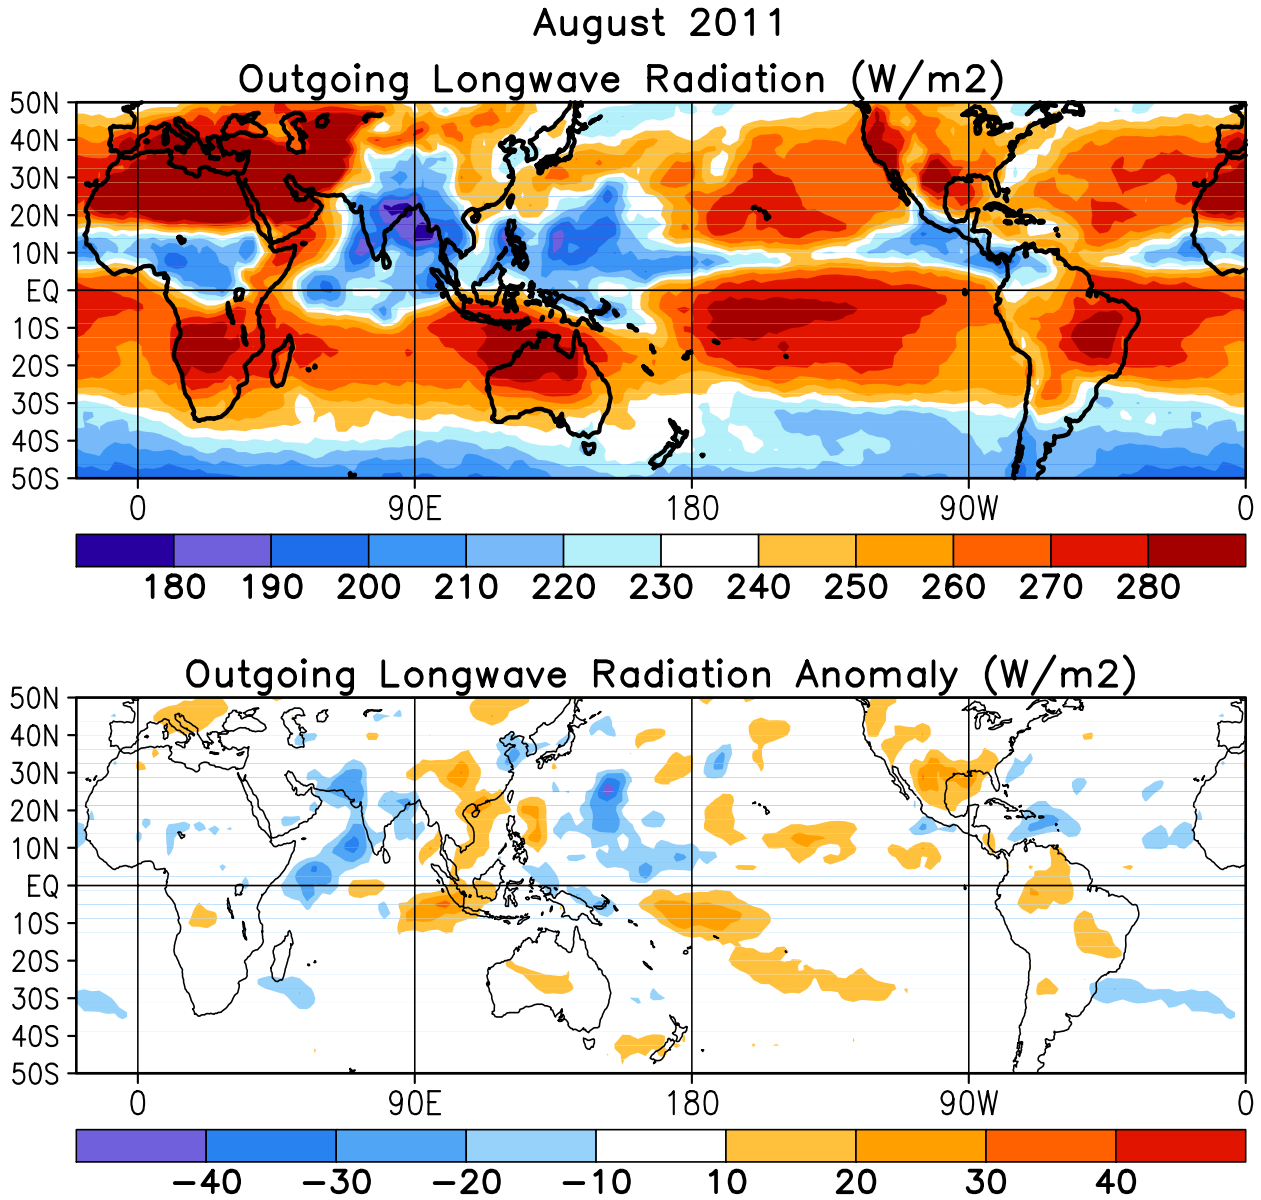 August 2011
Outgoing Longwave Radiation (W/m2)
50N
40N
30N
20N
10N
EQ
10S
20S
30S
40S
50S
0 90E 180 90W 0
180 190 200 210 220 230 240 250 260 270 280
Outgoing Longwave Radiation Anomaly (W/m2)
50N
40N
30N
20N
10N
EQ
10S
20S
30S
40S
50S
0 90E 180 90W 0
−40 −30 −20 −10 10 20 30 40